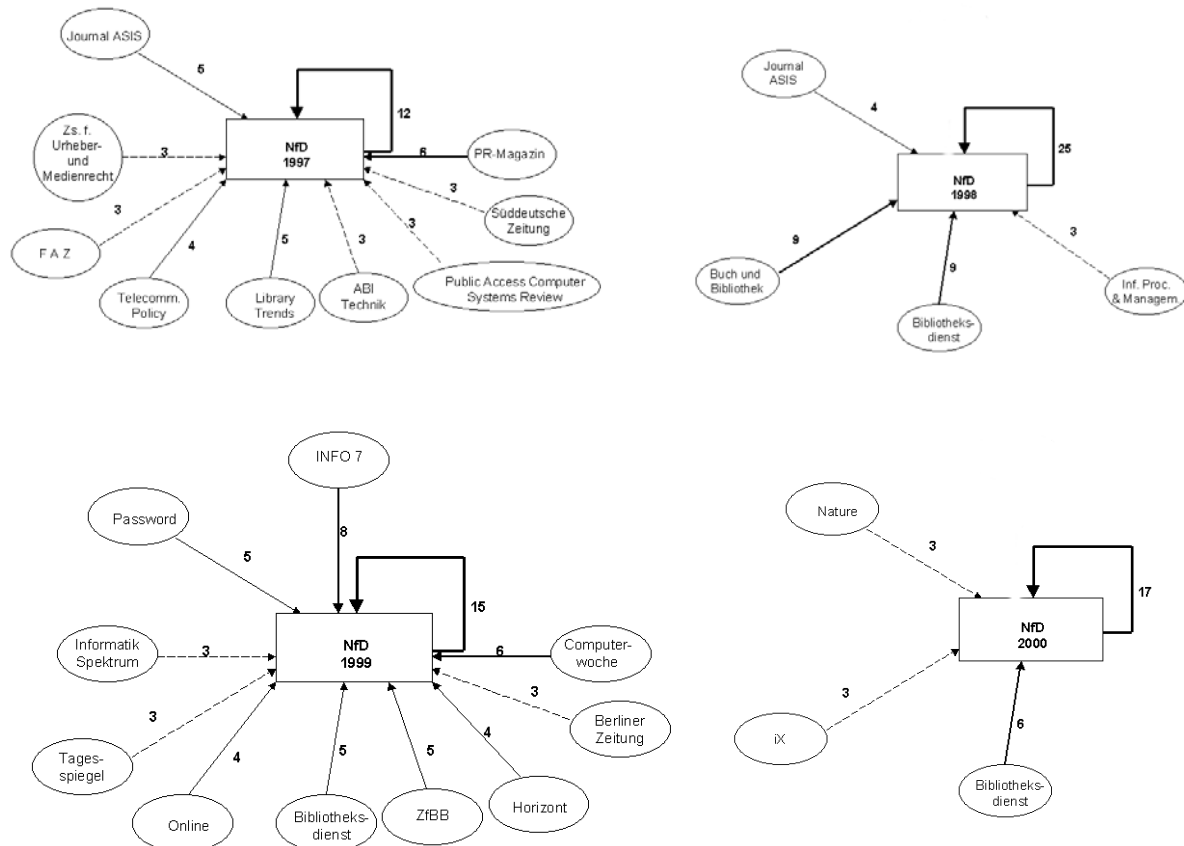 Journal ASIS
5
12
NfD
1997
Zs. f.
Urheber-
und
Medienrecht
3
6
PR-Magazin
3
Süddeutsche
Zeitung
3
F A Z
4
Telecomm.
Policy
5
Library
Trends
3
ABI
Technik
3
Public Access Computer
Systems Review
Journal
ASIS
4
25
NfD
1998
9
Buch und
Bibliothek
9
Bibliotheks-
dienst
3
Inf. Proc.
& Managem.
INFO 7
8
Password
5
15
NfD
1999
Informatik
Spektrum
3
6
Computer-
woche
3
Berliner
Zeitung
3
Tages-
spiegel
4
Online
5
Bibliotheks-
dienst
5
ZfBB
4
Horizont
Nature
3
17
NfD
2000
3
iX
6
Bibliotheks-
dienst